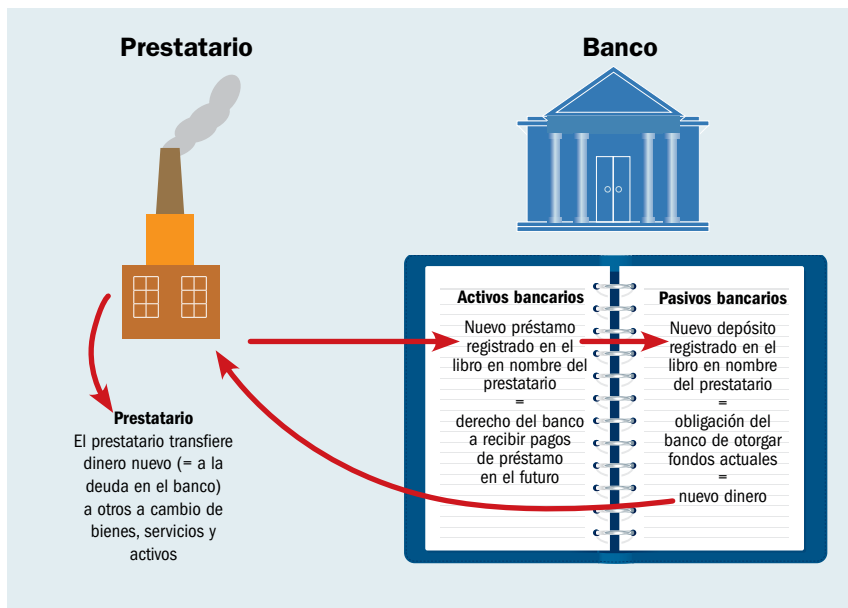 Prestatario
Banco
Activos bancarios
Nuevo préstamo
registrado en el
libro en nombre del
prestatario
=
derecho del banco
a recibir pagos
de préstamo
en el futuro
Pasivos bancarios
Nuevo depósito
registrado en el
libro en nombre
del prestatario
=
obligación del
banco de otorgar
fondos actuales
=
nuevo dinero
Prestatario
El prestatario transfiere
dinero nuevo (= a la
deuda en el banco)
a otros a cambio de
bienes, servicios y
activos